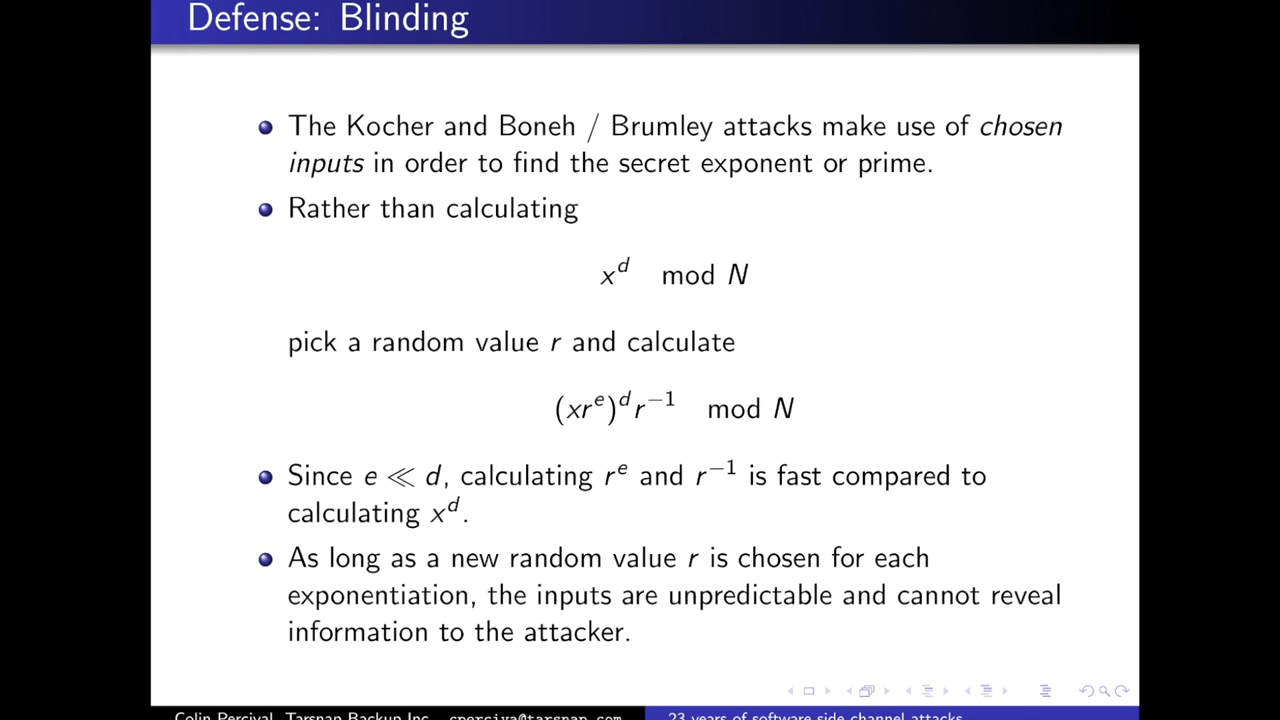 Defense: Blinding
The Kocher and Boneh / Brumley attacks make use of chosen
inputs in order to find the secret exponent or prime.
Rather than calculating
x^d mod N
pick a random value r and calculate
(xr^e)^d r^−1 mod N
Since e ≪ d, calculating r^e and r^−1 is fast compared to
calculating x^d.
As long as a new random value r is chosen for each
exponentiation, the inputs are unpredictable and cannot reveal
information to the attacker.
Colin Percival, Tarsnap Backup Inc. cperciva@tarsnap.com 23 years of software side channel attacks